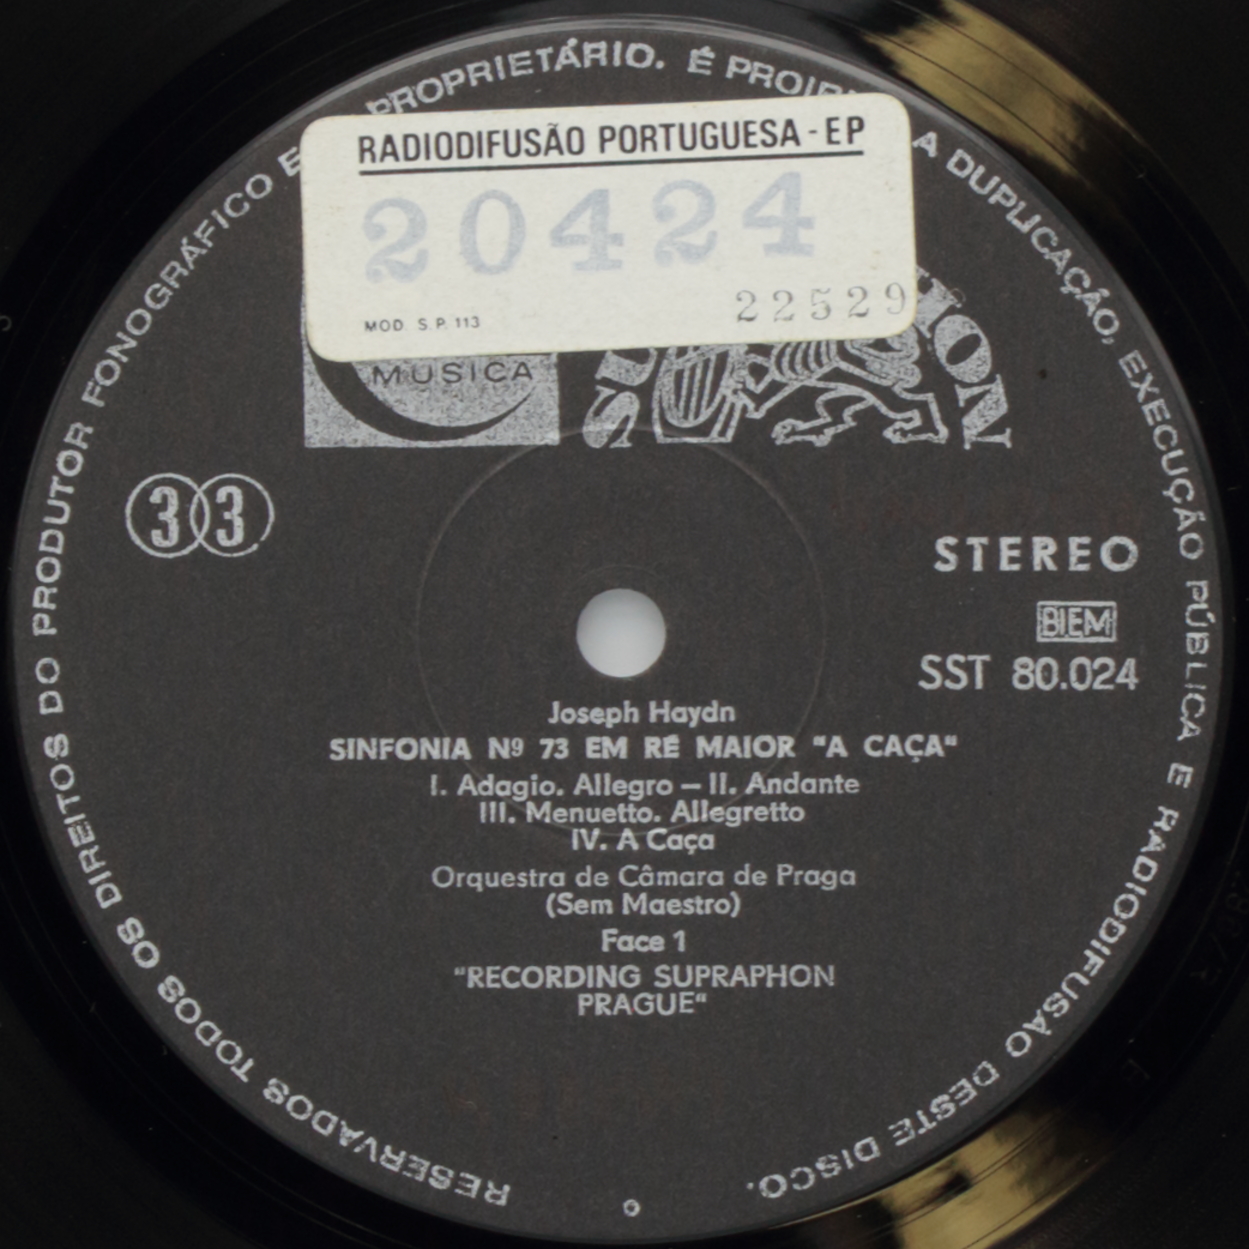 RESERVADOS TODOS OS DIREITOS DO PRODUTOR FONOGRÁFICO E PROPRIETÁRIO. É A DUPLICAÇÃO, EXECUÇÃO PÚBLICA E RADIODIFUSÃO DESTE DISCO.
RADIODIFUSÃO PORTUGUESA - EP
20424
22529
MOD. S.P. 113
MUSICA
33
STEREO
BIEM
SST 80.024
Joseph Haydn
SINFONIA Nº 73 EM RÉ MAIOR "A CAÇA"
I. Adagio. Allegro – II. Andante
III. Menuetto. Allegretto
IV. A Caça
Orquestra de Câmara de Praga
(Sem Maestro)
Face 1
"RECORDING SUPRAPHON
PRAGUE"